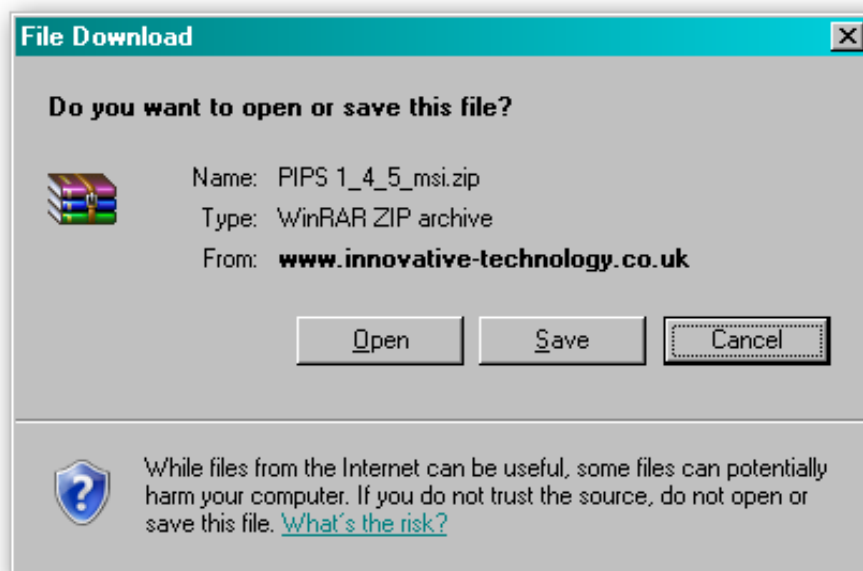 File Download
Do you want to open or save this file?
Name: PIPS 1_4_5_msi.zip
Type: WinRAR ZIP archive
From: www.innovative-technology.co.uk
Open Save Cancel
While files from the Internet can be useful, some files can potentially
harm your computer. If you do not trust the source, do not open or
save this file. What's the risk?